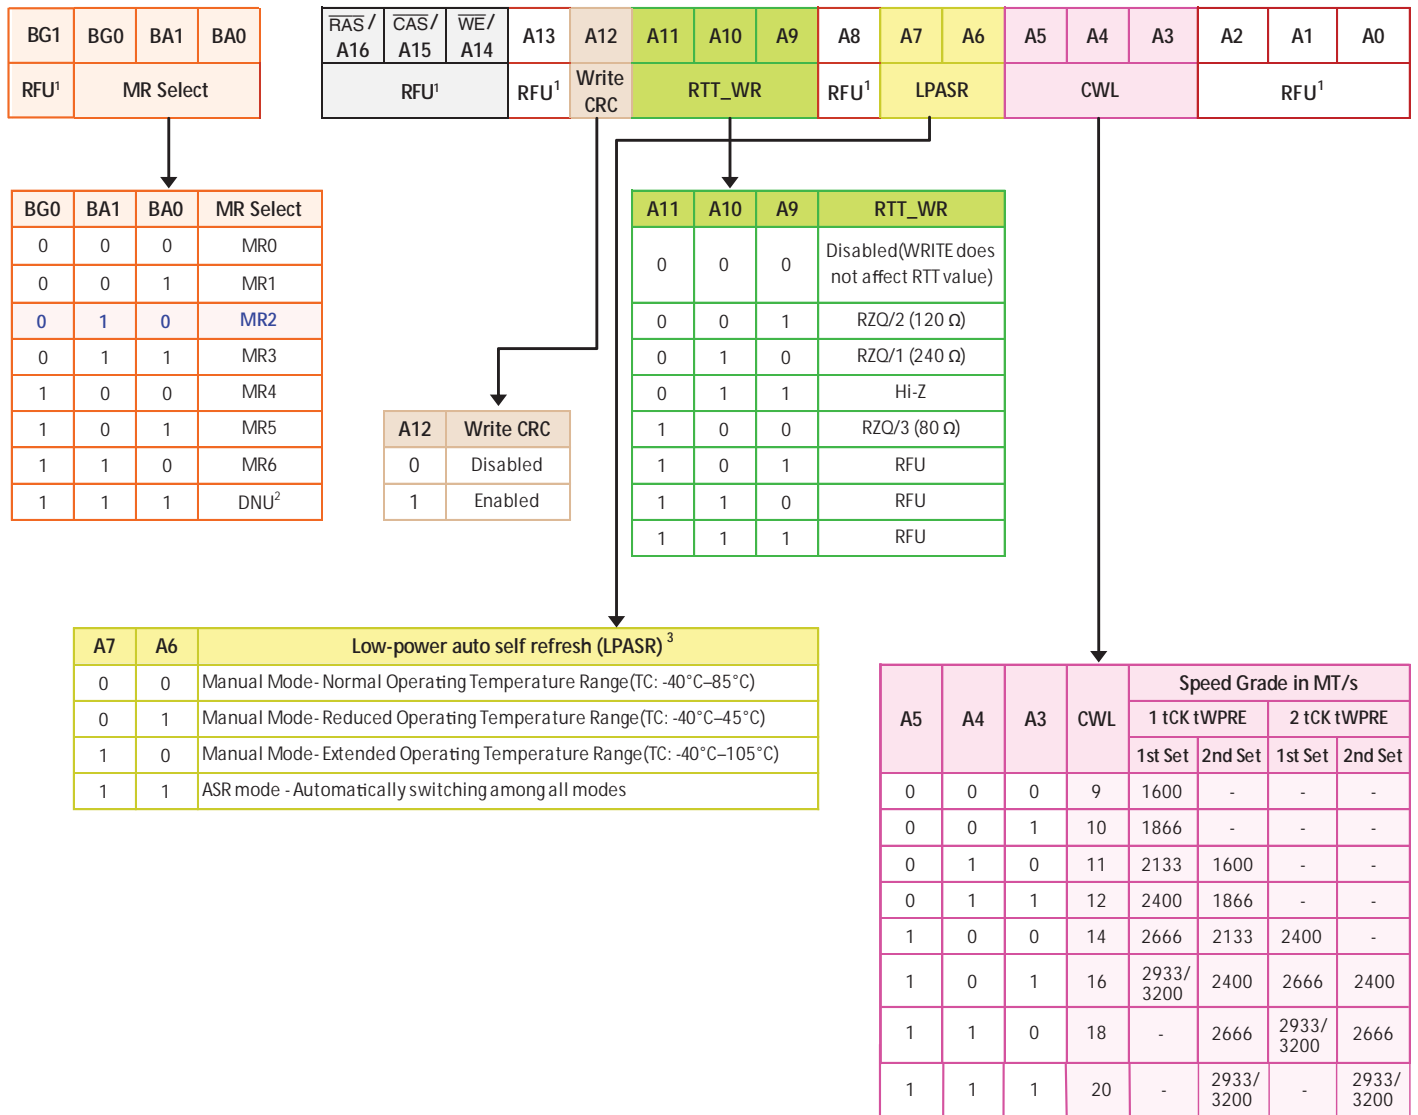 BG1 BG0 BA1 BA0
RFU¹ MR Select
RAS/A16 CAS/A15 WE/A14 A13 A12 A11 A10 A9 A8 A7 A6 A5 A4 A3 A2 A1 A0
RFU¹ RFU¹ Write CRC RTT_WR RFU¹ LPASR CWL RFU¹
BG0 BA1 BA0 MR Select
0 0 0 MR0
0 0 1 MR1
0 1 0 MR2
0 1 1 MR3
1 0 0 MR4
1 0 1 MR5
1 1 0 MR6
1 1 1 DNU²
A12 Write CRC
0 Disabled
1 Enabled
A11 A10 A9 RTT_WR
0 0 0 Disabled(WRITE does not affect RTT value)
0 0 1 RZQ/2 (120 Ω)
0 1 0 RZQ/1 (240 Ω)
0 1 1 Hi-Z
1 0 0 RZQ/3 (80 Ω)
1 0 1 RFU
1 1 0 RFU
1 1 1 RFU
A7 A6 Low-power auto self refresh (LPASR) ³
0 0 Manual Mode- Normal Operating Temperature Range(TC: -40°C–85°C)
0 1 Manual Mode- Reduced Operating Temperature Range(TC: -40°C–45°C)
1 0 Manual Mode- Extended Operating Temperature Range(TC: -40°C–105°C)
1 1 ASR mode - Automatically switching among all modes
A5 A4 A3 CWL Speed Grade in MT/s
1 tCK tWPRE 2 tCK tWPRE
1st Set 2nd Set 1st Set 2nd Set
0 0 0 9 1600 - - -
0 0 1 10 1866 - - -
0 1 0 11 2133 1600 - -
0 1 1 12 2400 1866 - -
1 0 0 14 2666 2133 2400 -
1 0 1 16 2933/3200 2400 2666 2400
1 1 0 18 - 2666 2933/3200 2666
1 1 1 20 - 2933/3200 - 2933/3200